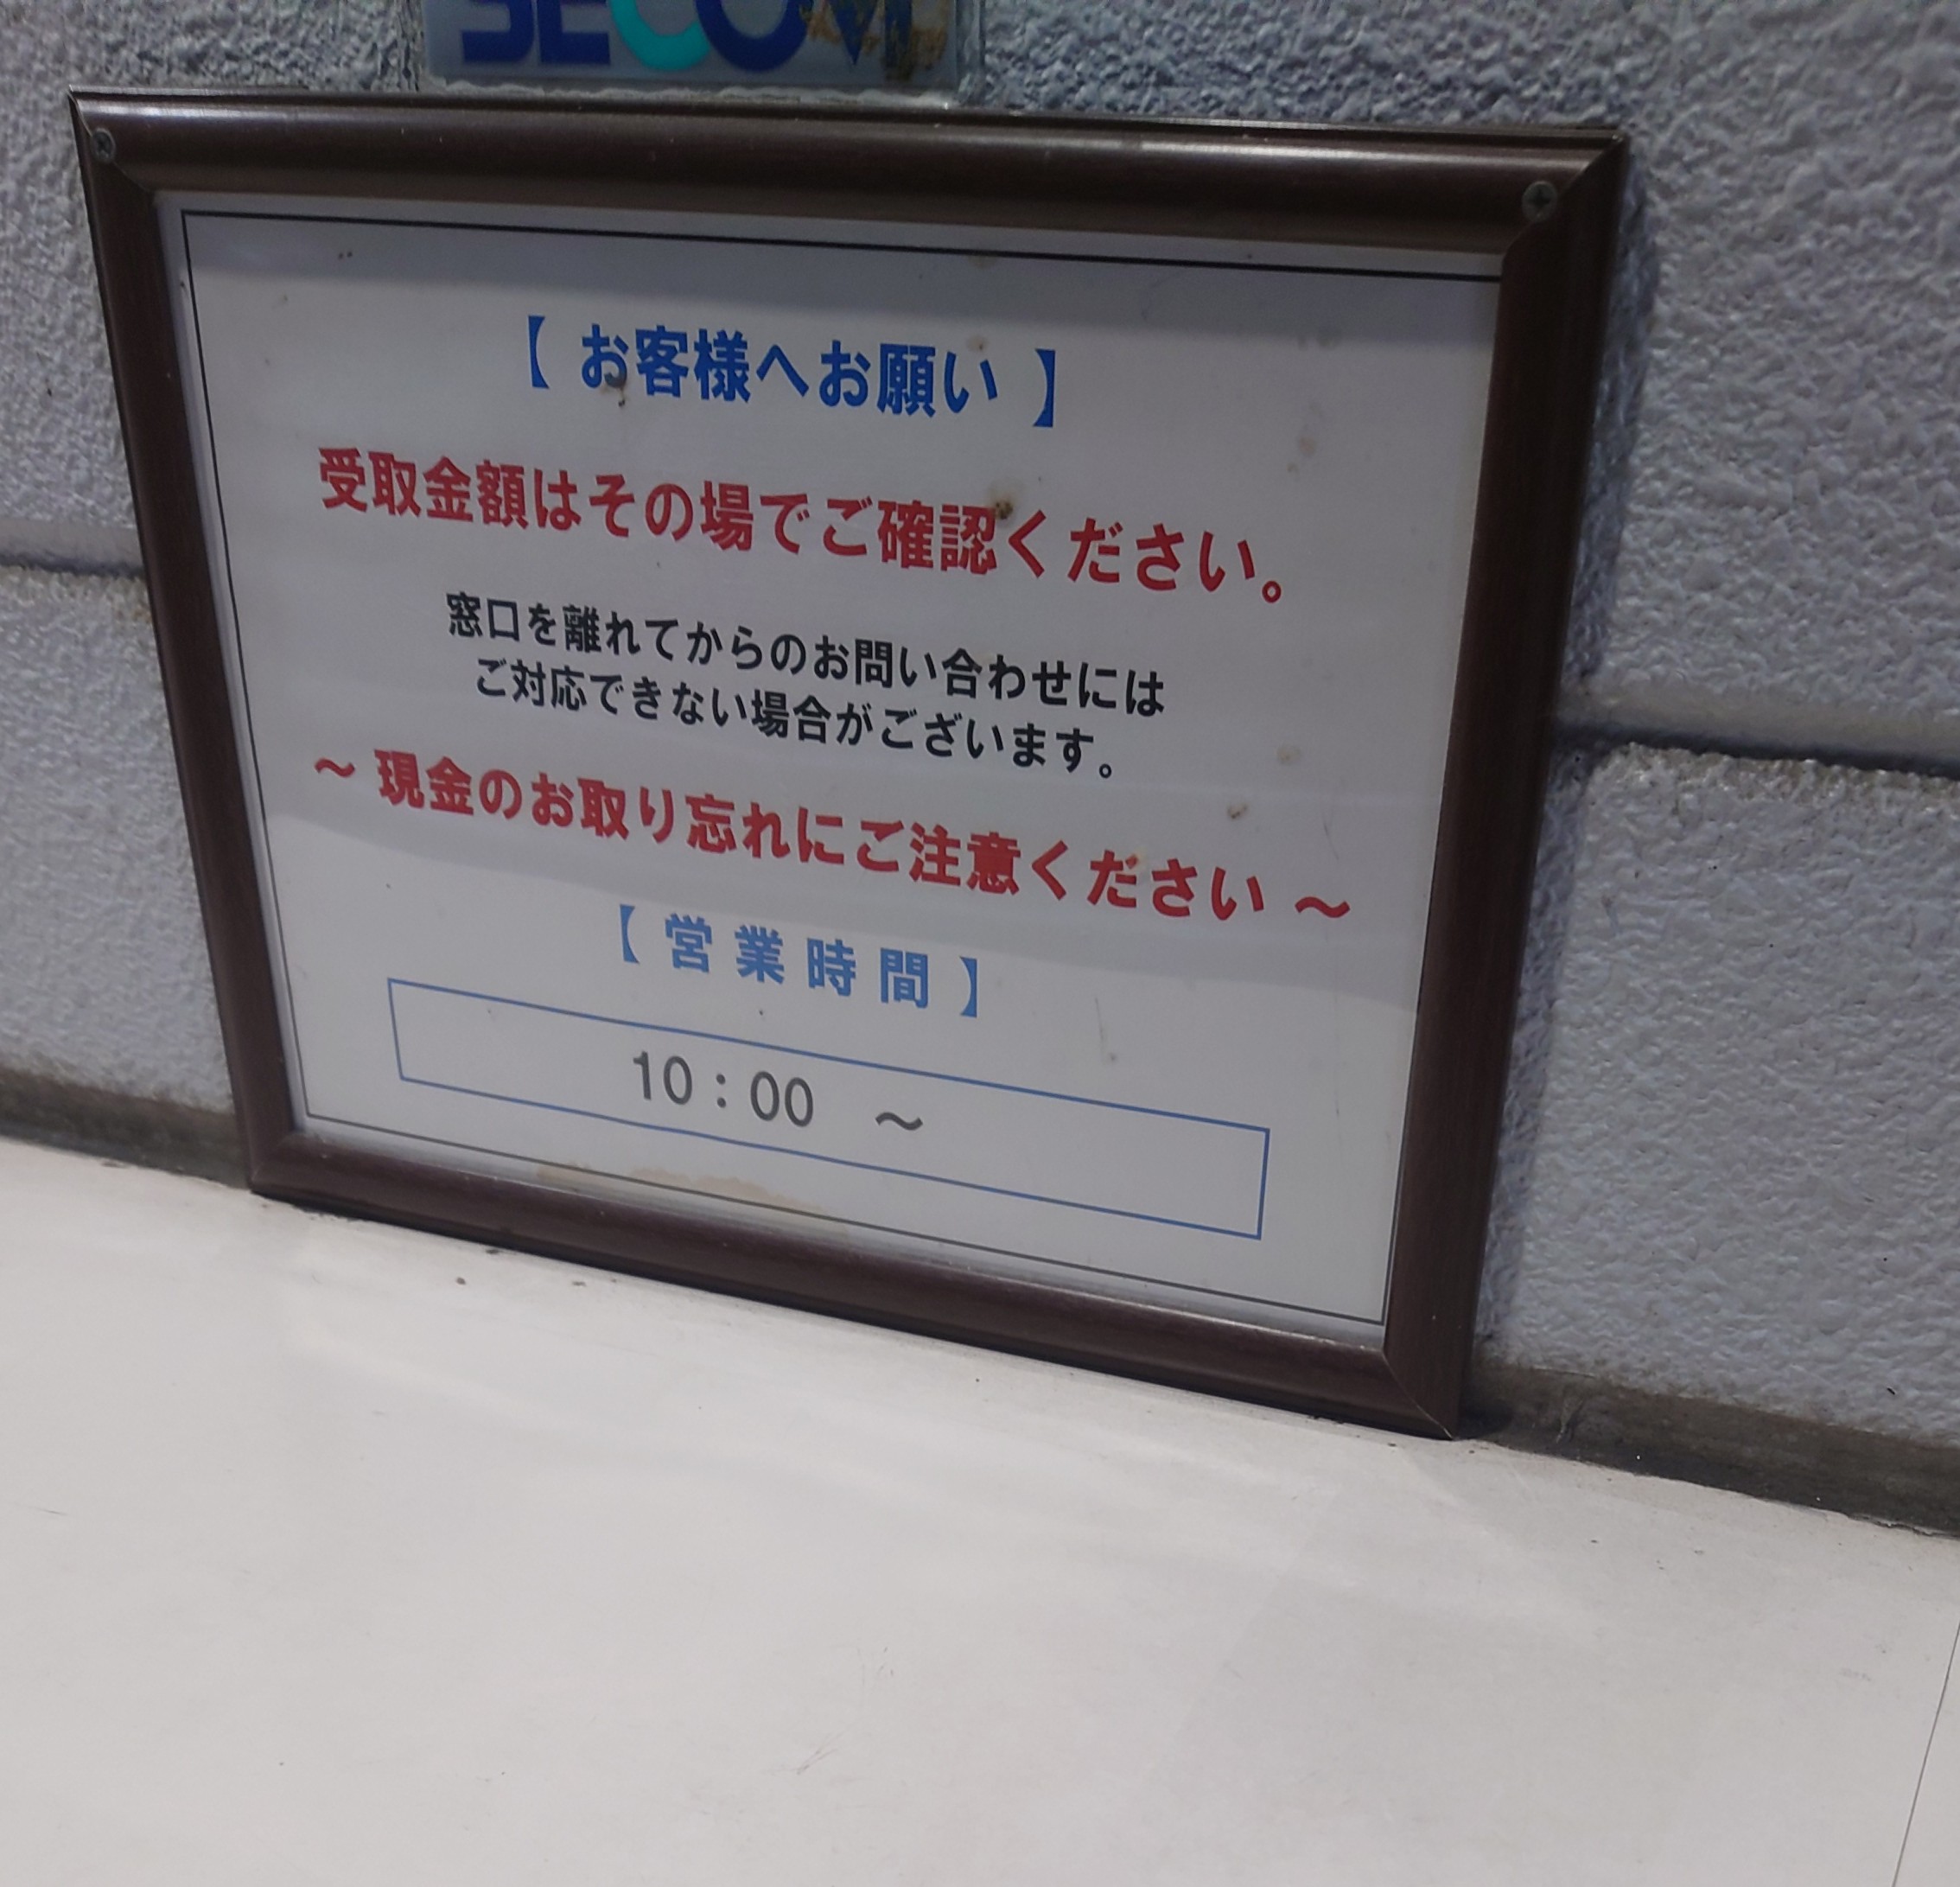 SECOM
【 お客様へお願い 】
受取金額はその場でご確認ください。
窓口を離れてからのお問い合わせには
ご対応できない場合がございます。
～ 現金のお取り忘れにご注意ください ～
【 営 業 時 間 】
10：00 ～